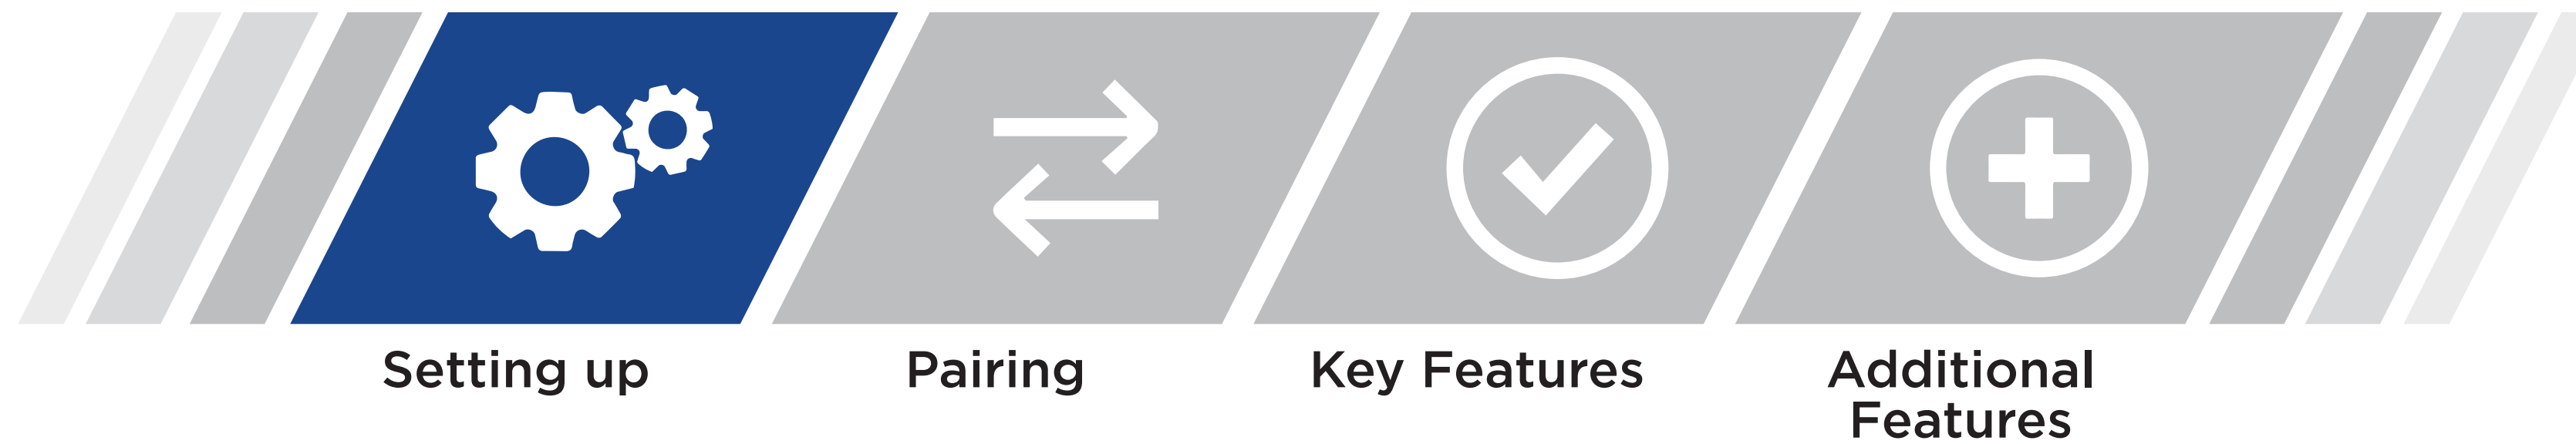 Setting up
Pairing
Key Features
Additional
Features